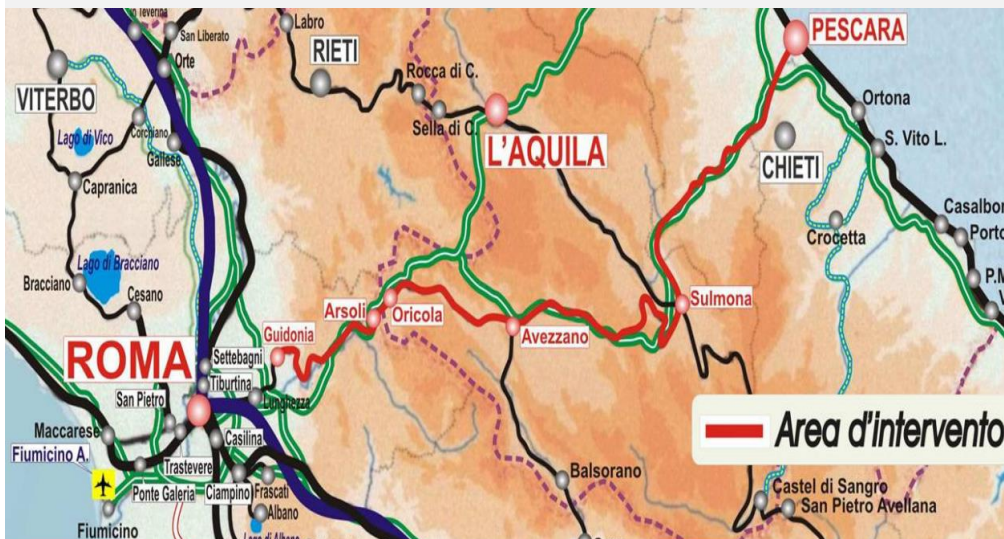 PESCARA
Labro
San Liberato
Orte
RIETI
VITERBO
Rocca di C.
Sella di C.
Ortona
Lago di Vico
Corchiano
Gallese
L'AQUILA
CHIETI
S. Vito L.
Capranica
Casalbor
Porto
Crocetta
Lago di Bracciano
Bracciano
Cesano
P.M
Sulmona
Arsoli
Oricola
Guidonia
Avezzano
ROMA
Settebagni
Tiburtina
San Pietro
Lunghezza
Maccarese
Casilina
Area d'intervento
Fiumicino A.
Trastevere
Balsorano
Ponte Galeria
Ciampino
Frascati
Castel di Sangro
Albano
San Pietro Avellana
Fiumicino